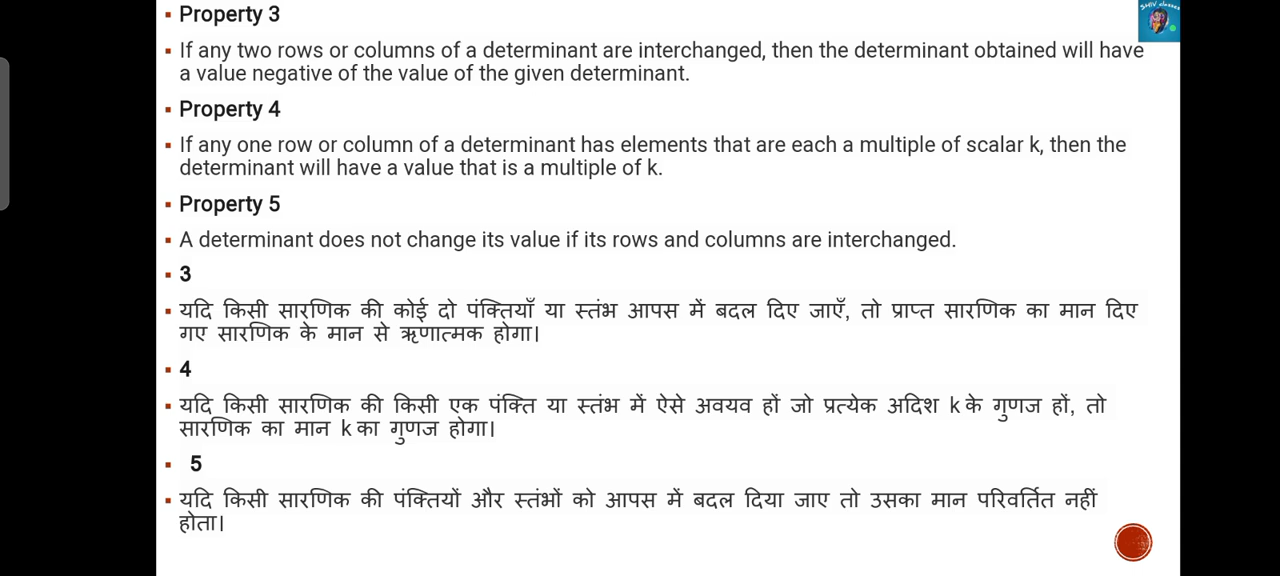 Property 3
If any two rows or columns of a determinant are interchanged, then the determinant obtained will have
a value negative of the value of the given determinant.
Property 4
If any one row or column of a determinant has elements that are each a multiple of scalar k, then the
determinant will have a value that is a multiple of k.
Property 5
A determinant does not change its value if its rows and columns are interchanged.
3
यदि किसी सारणिक की कोई दो पंक्तियाँ या स्तंभ आपस में बदल दिए जाएँ, तो प्राप्त सारणिक का मान दिए
गए सारणिक के मान से ऋणात्मक होगा।
4
यदि किसी सारणिक की किसी एक पंक्ति या स्तंभ में ऐसे अवयव हों जो प्रत्येक अदिश k के गुणज हों, तो
सारणिक का मान k का गुणज होगा।
5
यदि किसी सारणिक की पंक्तियों और स्तंभों को आपस में बदल दिया जाए तो उसका मान परिवर्तित नहीं
होता।